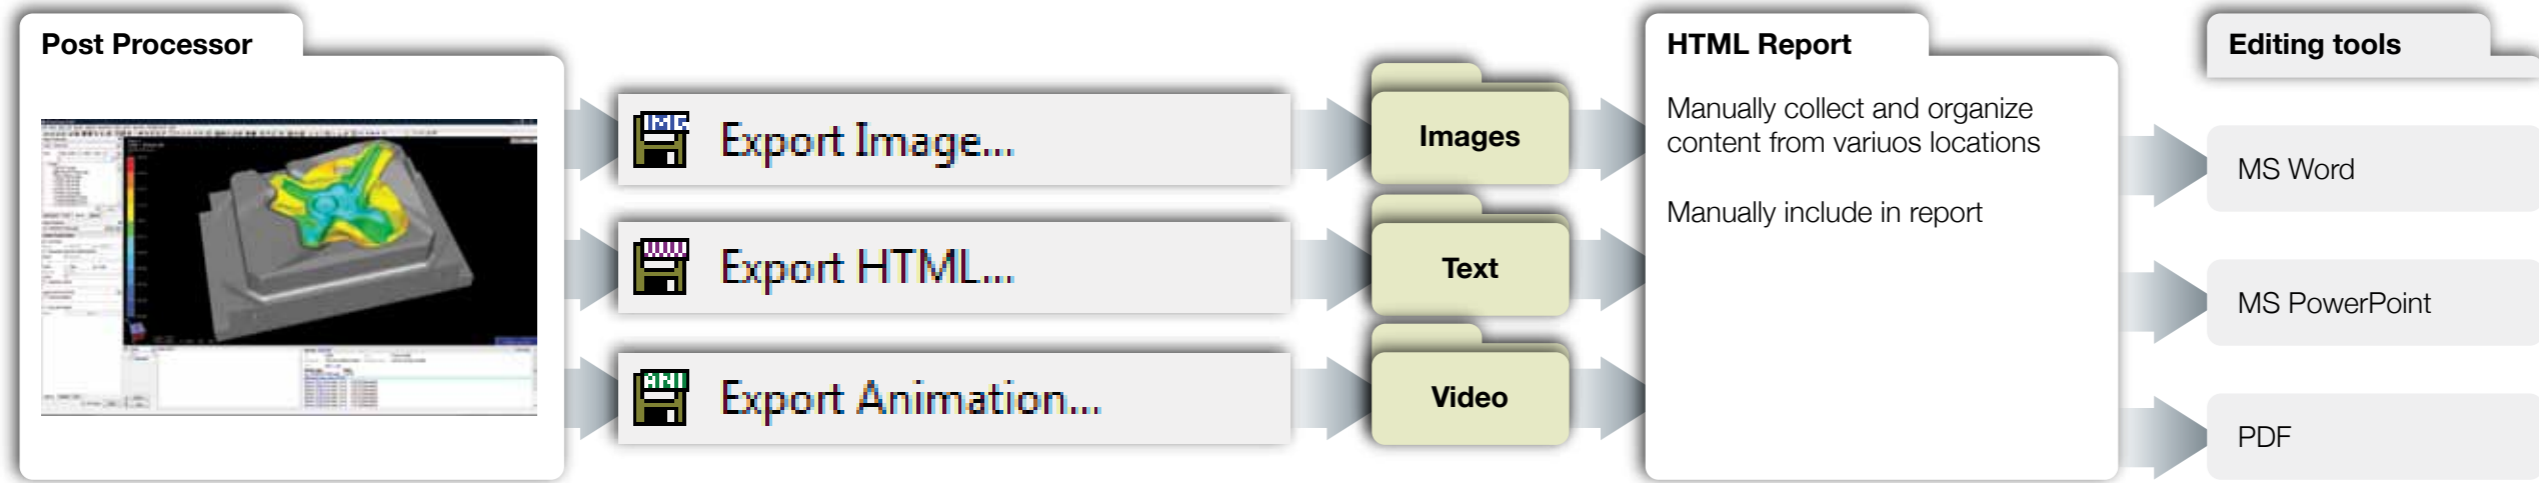 Post Processor
Export Image...
Export HTML...
Export Animation...
Images
Text
Video
HTML Report
Manually collect and organize
content from variuos locations
Manually include in report
Editing tools
MS Word
MS PowerPoint
PDF